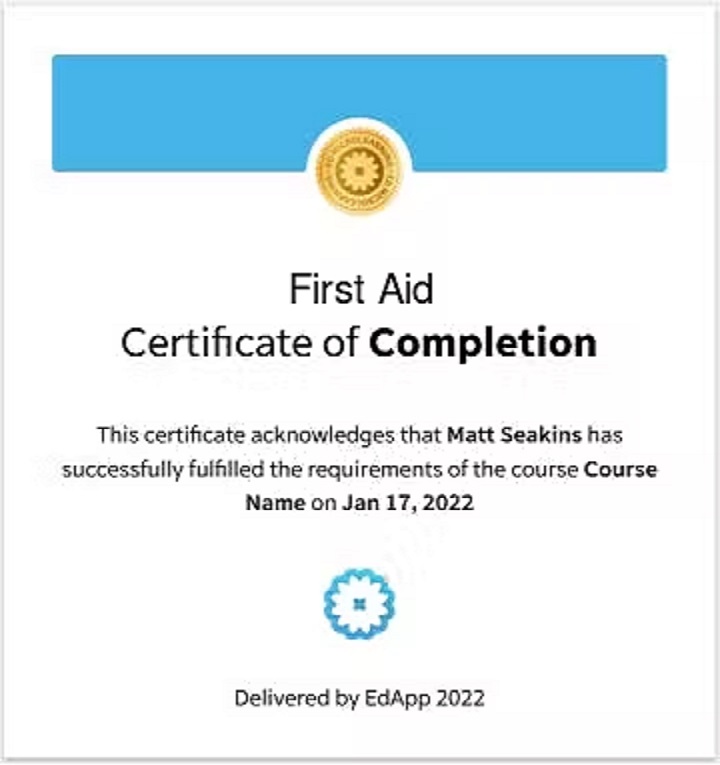 First Aid
Certificate of Completion
This certificate acknowledges that Matt Seakins has
successfully fulfilled the requirements of the course Course
Name on Jan 17, 2022
Delivered by EdApp 2022